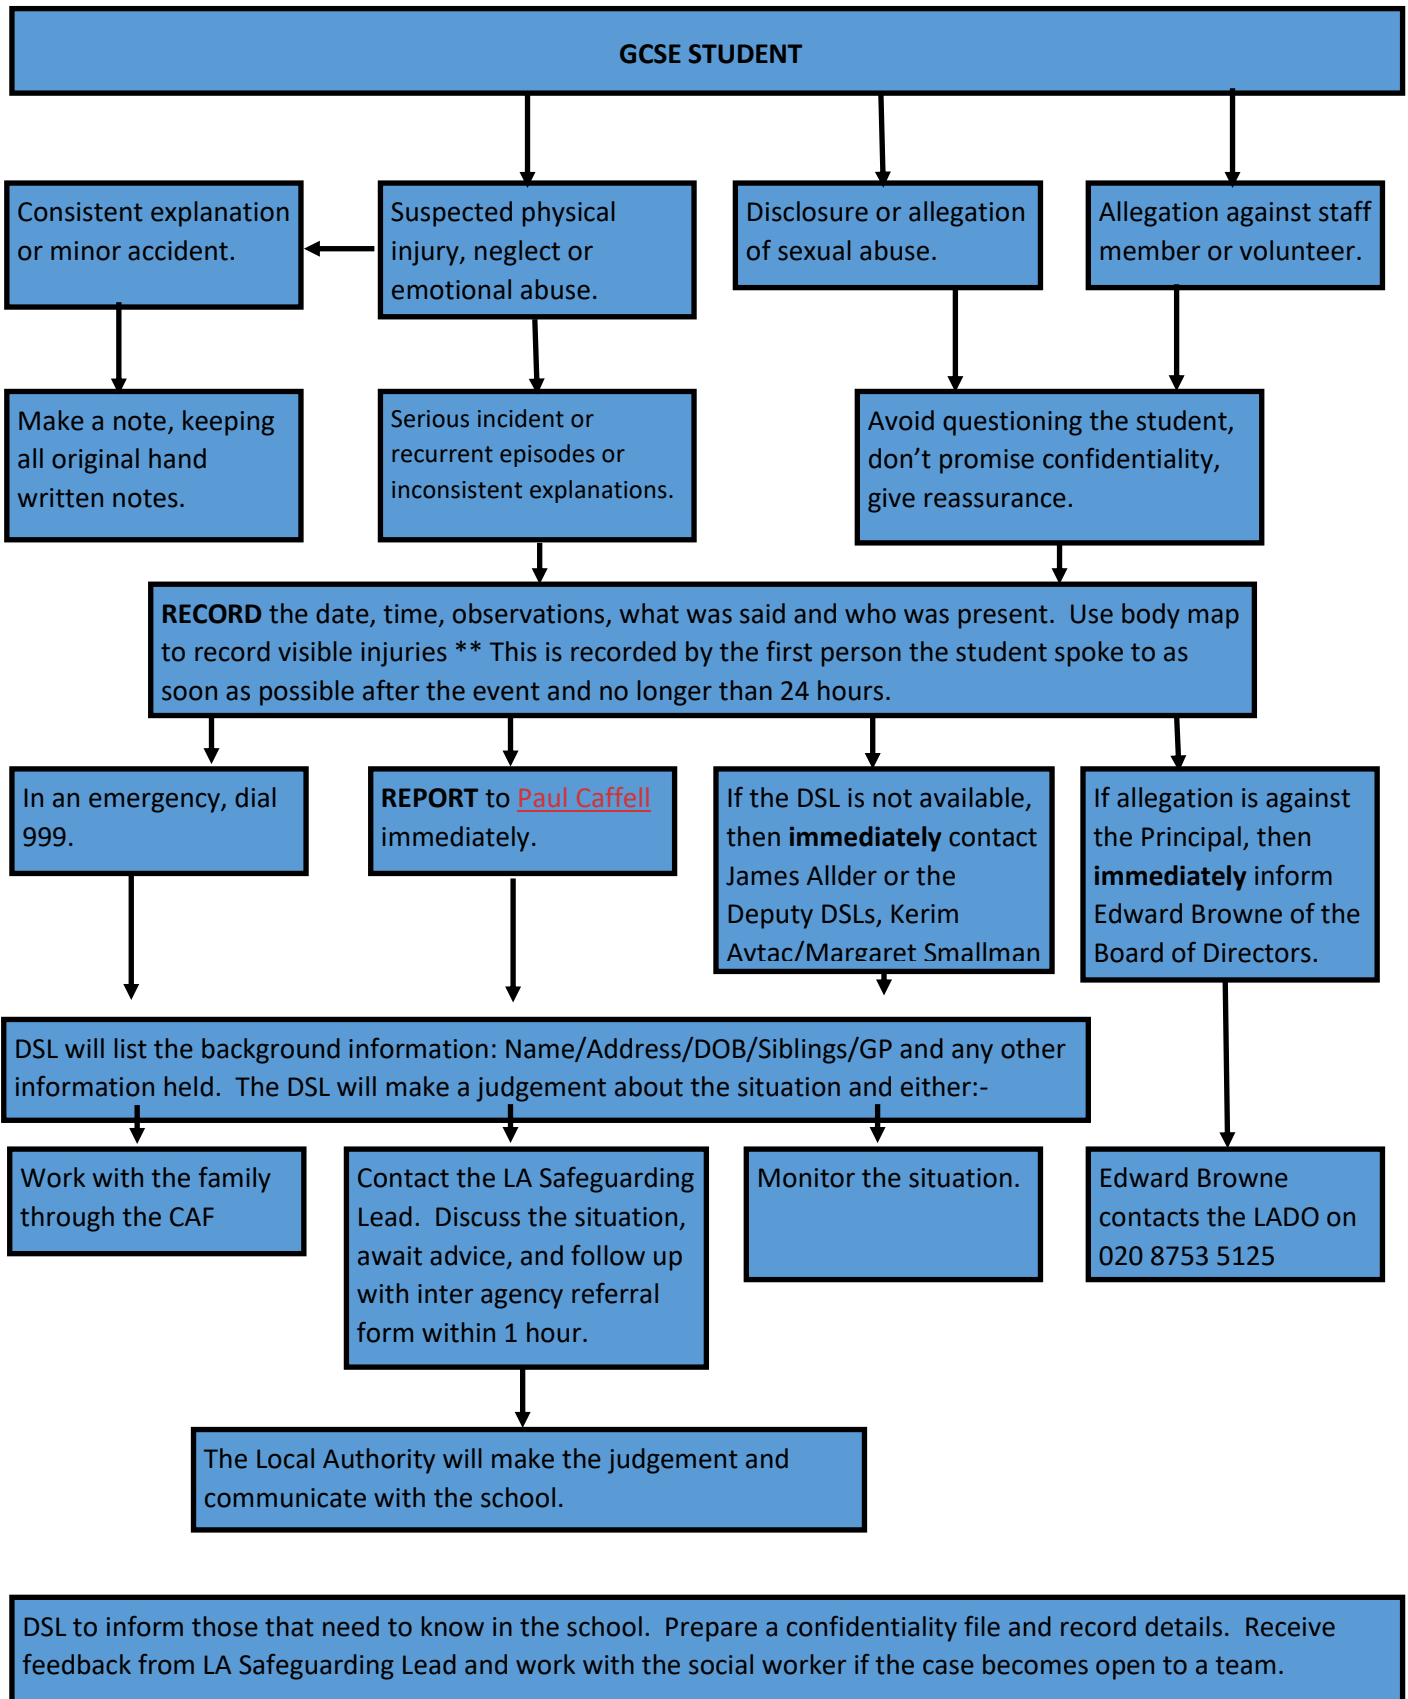 GCSE STUDENT
Consistent explanation
or minor accident.
Suspected physical
injury, neglect or
emotional abuse.
Disclosure or allegation
of sexual abuse.
Allegation against staff
member or volunteer.
Make a note, keeping
all original hand
written notes.
Serious incident or
recurrent episodes or
inconsistent explanations.
Avoid questioning the student,
don’t promise confidentiality,
give reassurance.
RECORD the date, time, observations, what was said and who was present.  Use body map
to record visible injuries ** This is recorded by the first person the student spoke to as
soon as possible after the event and no longer than 24 hours.
In an emergency, dial
999.
REPORT to Paul Caffell
immediately.
If the DSL is not available,
then immediately contact
James Allder or the
Deputy DSLs, Kerim
Aytac/Margaret Smallman
If allegation is against
the Principal, then
immediately inform
Edward Browne of the
Board of Directors.
DSL will list the background information: Name/Address/DOB/Siblings/GP and any other
information held.  The DSL will make a judgement about the situation and either:-
Work with the family
through the CAF
Contact the LA Safeguarding
Lead.  Discuss the situation,
await advice, and follow up
with inter agency referral
form within 1 hour.
Monitor the situation.
Edward Browne
contacts the LADO on
020 8753 5125
The Local Authority will make the judgement and
communicate with the school.
DSL to inform those that need to know in the school.  Prepare a confidentiality file and record details.  Receive
feedback from LA Safeguarding Lead and work with the social worker if the case becomes open to a team.